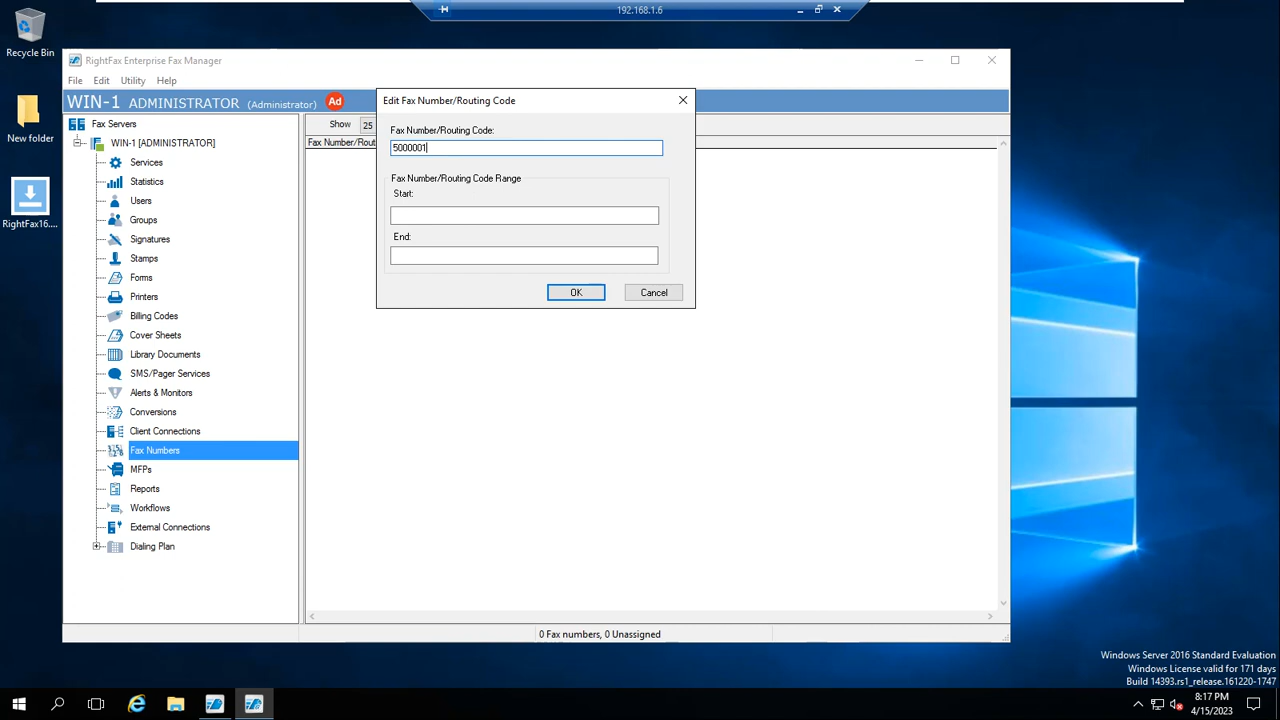 192.168.1.6
Recycle Bin
New folder
RightFax16....
RightFax Enterprise Fax Manager
File Edit Utility Help
WIN-1 ADMINISTRATOR (Administrator) Ad
Fax Servers
WIN-1 [ADMINISTRATOR]
Services
Statistics
Users
Groups
Signatures
Stamps
Forms
Printers
Billing Codes
Cover Sheets
Library Documents
SMS/Pager Services
Alerts & Monitors
Conversions
Client Connections
Fax Numbers
MFPs
Reports
Workflows
External Connections
Dialing Plan
Show 25
Fax Number/Rout
Edit Fax Number/Routing Code
Fax Number/Routing Code:
5000001
Fax Number/Routing Code Range
Start:
End:
OK Cancel
0 Fax numbers, 0 Unassigned
Windows Server 2016 Standard Evaluation
Windows License valid for 171 days
Build 14393.rs1_release.161220-1747
8:17 PM
4/15/2023